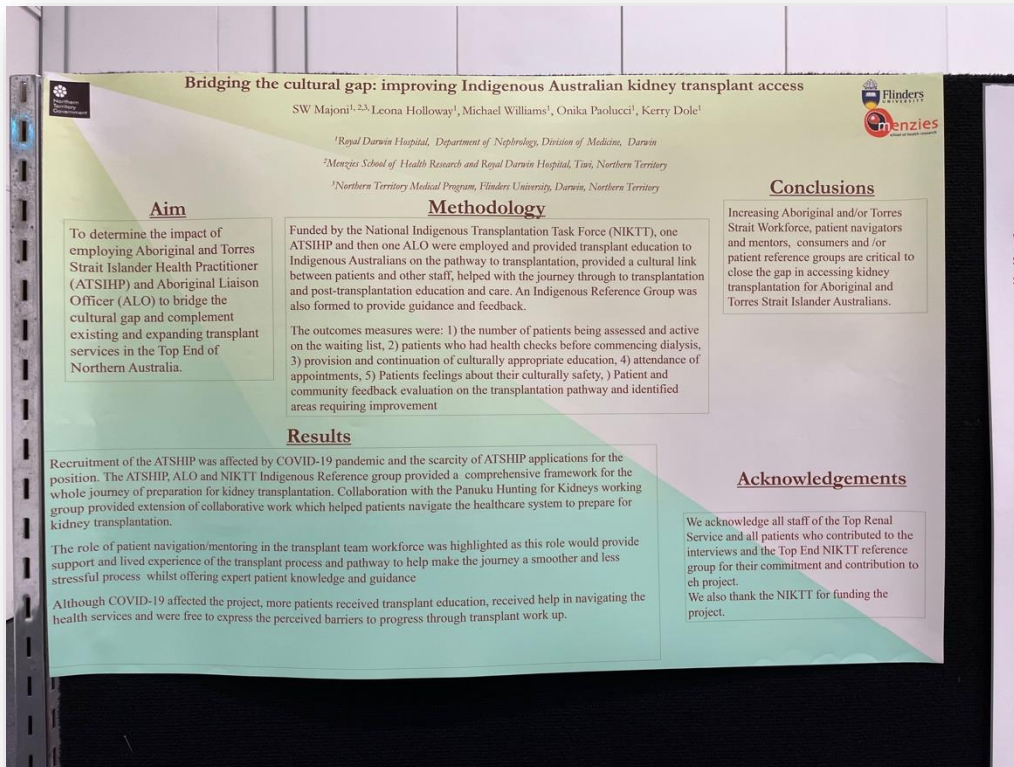 Northern
Territory
Government
Bridging the cultural gap: improving Indigenous Australian kidney transplant access
SW Majoni1, 2,3, Leona Holloway1, Michael Williams1, Onika Paolucci1, Kerry Dole1
1Royal Darwin Hospital, Department of Nephrology, Division of Medicine, Darwin
2Menzies School of Health Research and Royal Darwin Hospital, Tiwi, Northern Territory
3Northern Territory Medical Program, Flinders University, Darwin, Northern Territory
Flinders
UNIVERSITY
menzies
school of health research
Aim
To determine the impact of
employing Aboriginal and Torres
Strait Islander Health Practitioner
(ATSIHP) and Aboriginal Liaison
Officer (ALO) to bridge the
cultural gap and complement
existing and expanding transplant
services in the Top End of
Northern Australia.
Methodology
Funded by the National Indigenous Transplantation Task Force (NIKTT), one
ATSIHP and then one ALO were employed and provided transplant education to
Indigenous Australians on the pathway to transplantation, provided a cultural link
between patients and other staff, helped with the journey through to transplantation
and post-transplantation education and care. An Indigenous Reference Group was
also formed to provide guidance and feedback.
The outcomes measures were: 1) the number of patients being assessed and active
on the waiting list, 2) patients who had health checks before commencing dialysis,
3) provision and continuation of culturally appropriate education, 4) attendance of
appointments, 5) Patients feelings about their culturally safety, ) Patient and
community feedback evaluation on the transplantation pathway and identified
areas requiring improvement
Conclusions
Increasing Aboriginal and/or Torres
Strait Workforce, patient navigators
and mentors, consumers and /or
patient reference groups are critical to
close the gap in accessing kidney
transplantation for Aboriginal and
Torres Strait Islander Australians.
Results
Recruitment of the ATSHIP was affected by COVID-19 pandemic and the scarcity of ATSHIP applications for the
position. The ATSHIP, ALO and NIKTT Indigenous Reference group provided a comprehensive framework for the
whole journey of preparation for kidney transplantation. Collaboration with the Panuku Hunting for Kidneys working
group provided extension of collaborative work which helped patients navigate the healthcare system to prepare for
kidney transplantation.
The role of patient navigation/mentoring in the transplant team workforce was highlighted as this role would provide
support and lived experience of the transplant process and pathway to help make the journey a smoother and less
stressful process whilst offering expert patient knowledge and guidance
Although COVID-19 affected the project, more patients received transplant education, received help in navigating the
health services and were free to express the perceived barriers to progress through transplant work up.
Acknowledgements
We acknowledge all staff of the Top Renal
Service and all patients who contributed to the
interviews and the Top End NIKTT reference
group for their commitment and contribution to
eh project.
We also thank the NIKTT for funding the
project.